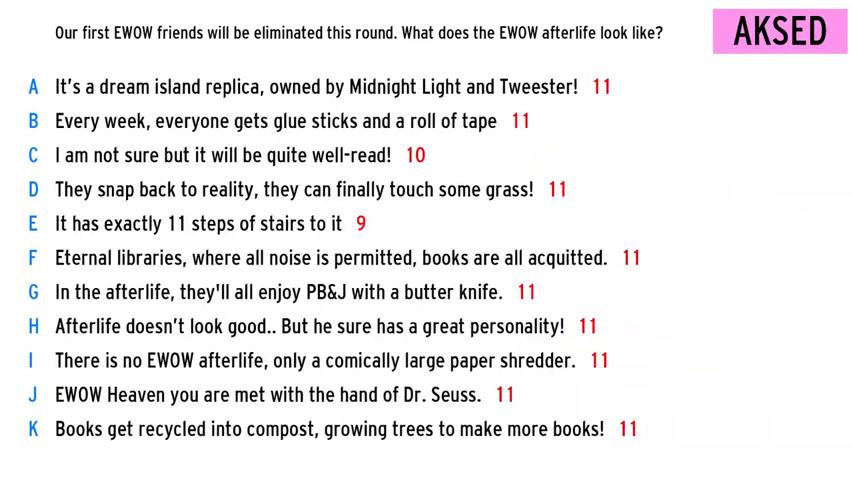 Our first EWOW friends will be eliminated this round. What does the EWOW afterlife look like?
AKSED
A It's a dream island replica, owned by Midnight Light and Tweester! 11
B Every week, everyone gets glue sticks and a roll of tape 11
C I am not sure but it will be quite well-read! 10
D They snap back to reality, they can finally touch some grass! 11
E It has exactly 11 steps of stairs to it 9
F Eternal libraries, where all noise is permitted, books are all acquitted. 11
G In the afterlife, they'll all enjoy PB&J with a butter knife. 11
H Afterlife doesn't look good.. But he sure has a great personality! 11
I There is no EWOW afterlife, only a comically large paper shredder. 11
J EWOW Heaven you are met with the hand of Dr. Seuss. 11
K Books get recycled into compost, growing trees to make more books! 11